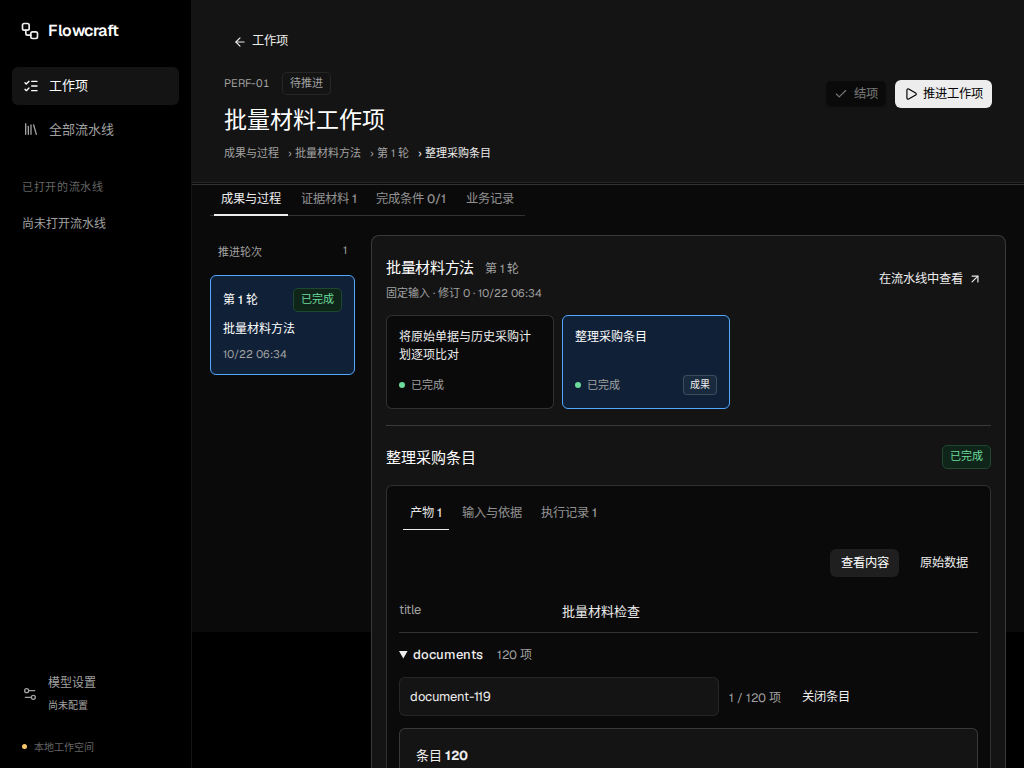 Flowcraft
工作项
全部流水线
已打开的流水线
尚未打开流水线
模型设置
尚未配置
本地工作空间
工作项
PERF-01 待推进
批量材料工作项
成果与过程 › 批量材料方法 › 第 1 轮 › 整理采购条目
结项 推进工作项
成果与过程 证据材料 1 完成条件 0/1 业务记录
推进轮次 1
第 1 轮 已完成
批量材料方法
10/22 06:34
批量材料方法 第 1 轮
固定输入 · 修订 0 · 10/22 06:34
在流水线中查看
将原始单据与历史采购计
划逐项比对
已完成
整理采购条目
已完成 成果
整理采购条目 已完成
产物 1 输入与依据 执行记录 1
查看内容 原始数据
title 批量材料检查
documents 120 项
document-119 1 / 120 项 关闭条目
条目 120